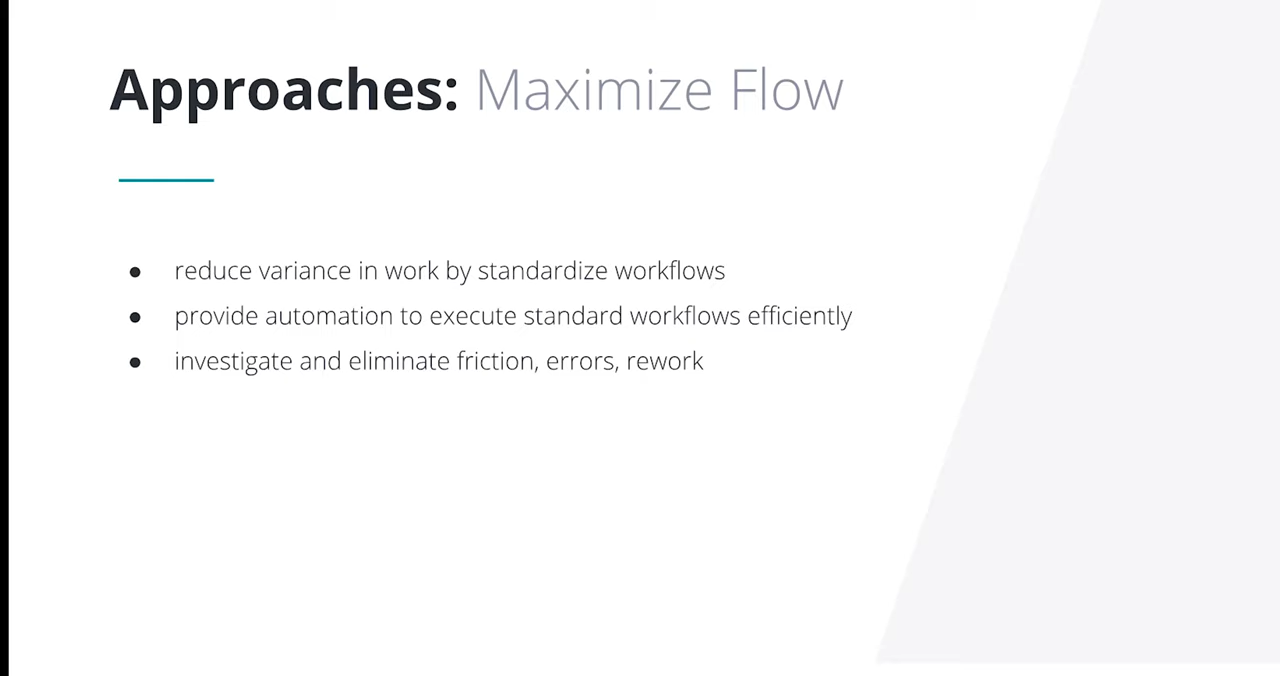 Approaches: Maximize Flow
● reduce variance in work by standardize workflows
● provide automation to execute standard workflows efficiently
● investigate and eliminate friction, errors, rework